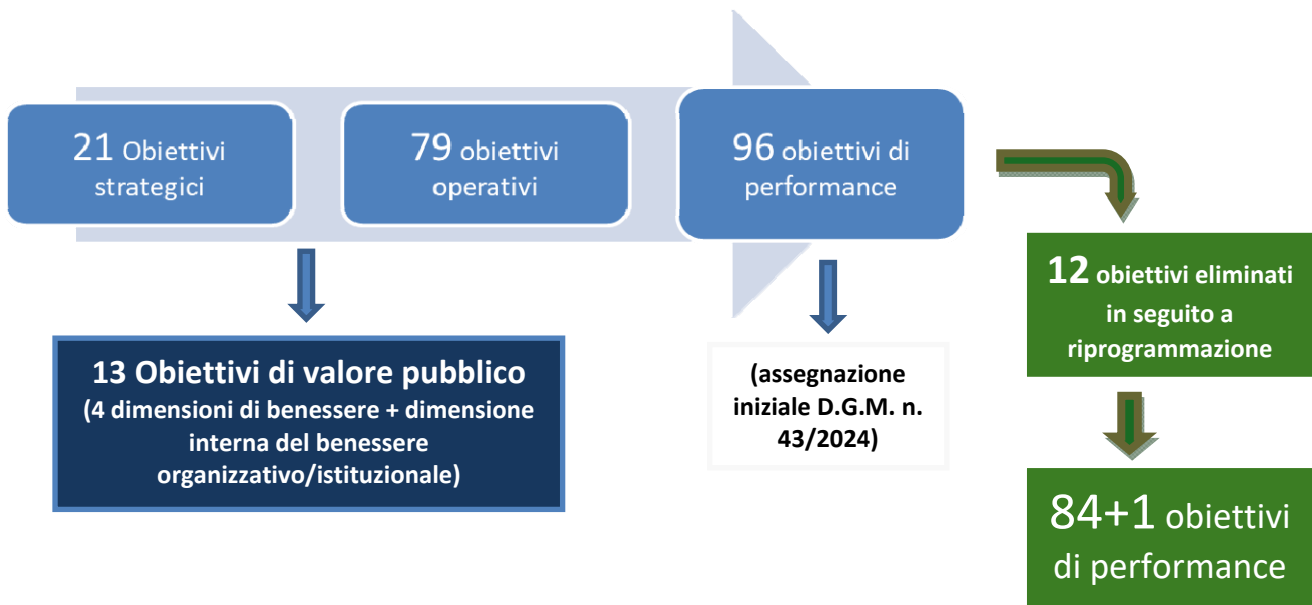 21 Obiettivi
strategici
79 obiettivi
operativi
96 obiettivi di
performance
12 obiettivi eliminati
in seguito a
riprogrammazione
13 Obiettivi di valore pubblico
(4 dimensioni di benessere + dimensione
interna del benessere
organizzativo/istituzionale)
(assegnazione
iniziale D.G.M. n.
43/2024)
84+1 obiettivi
di performance